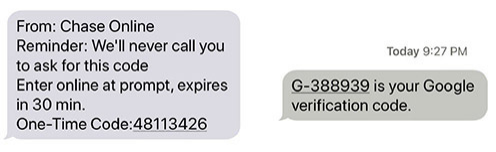 From: Chase Online
Reminder: We'll never call you
to ask for this code
Enter online at prompt, expires
in 30 min.
One-Time Code:48113426
Today 9:27 PM
G-388939 is your Google
verification code.